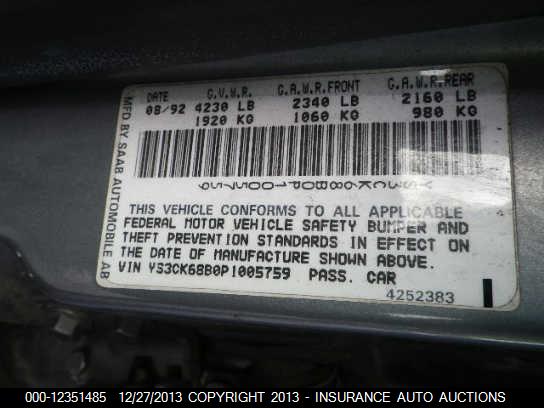 MFD.BY SAAB AUTOMOBILE AB
DATE G.V.W.R. G.A.W.R.FRONT G.A.W.R.REAR
08/92 4230 LB 2340 LB 2160 LB
1920 KG 1060 KG 980 KG
YS3CK68B0P1005759
THIS VEHICLE CONFORMS TO ALL APPLICABLE
FEDERAL MOTOR VEHICLE SAFETY BUMPER AND
THEFT PREVENTION STANDARDS IN EFFECT ON
THE DATE OF MANUFACTURE SHOWN ABOVE.
VIN YS3CK68B0P1005759 PASS. CAR
4252383
000-12351485 12/27/2013 COPYRIGHT 2013 - INSURANCE AUTO AUCTIONS